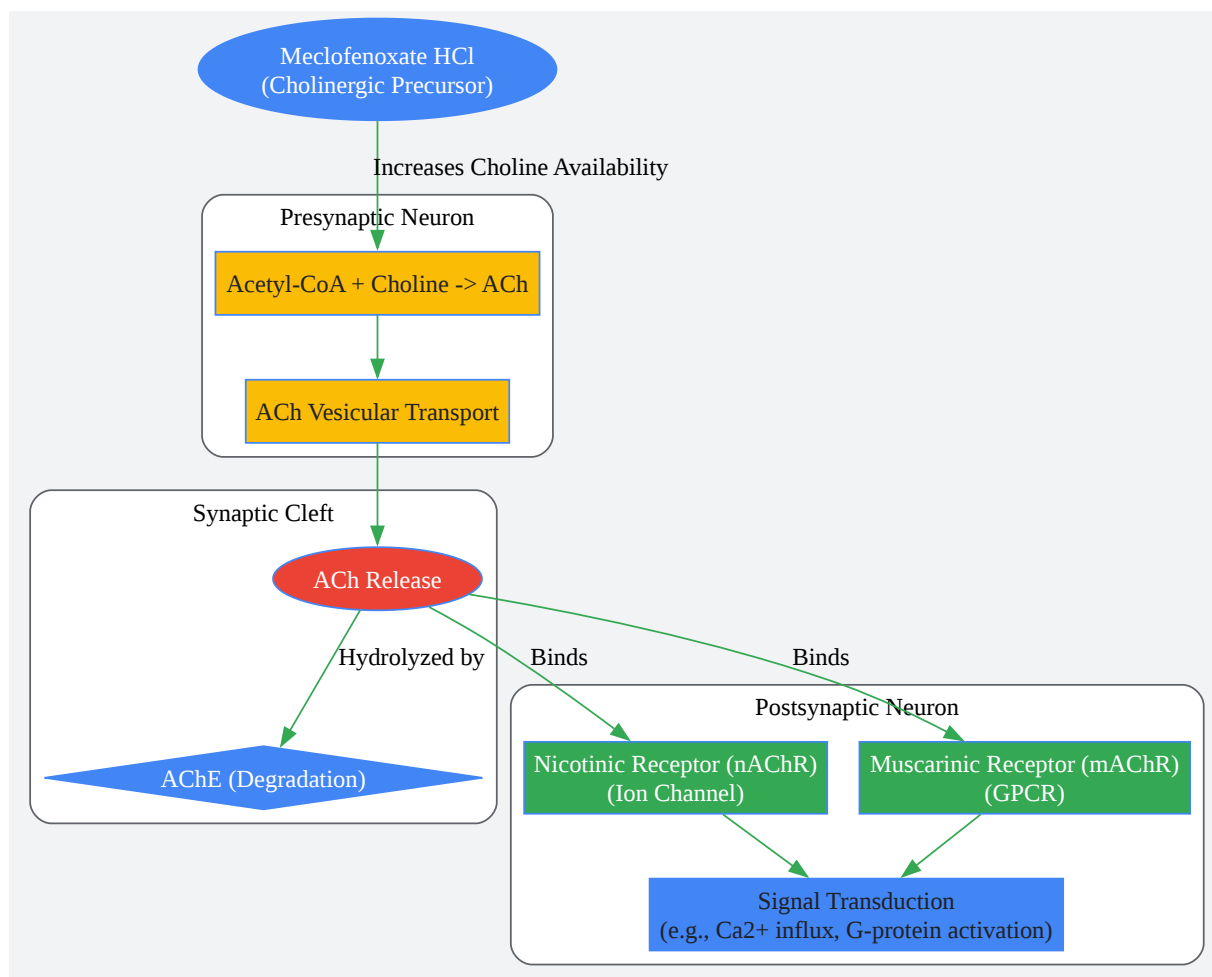 Meclofenoxate HCl
(Cholinergic Precursor)
Increases Choline Availability
Presynaptic Neuron
Acetyl-CoA + Choline -> ACh
ACh Vesicular Transport
Synaptic Cleft
ACh Release
Hydrolyzed by
Binds
Binds
Postsynaptic Neuron
AChE (Degradation)
Nicotinic Receptor (nAChR)
(Ion Channel)
Muscarinic Receptor (mAChR)
(GPCR)
Signal Transduction
(e.g., Ca2+ influx, G-protein activation)